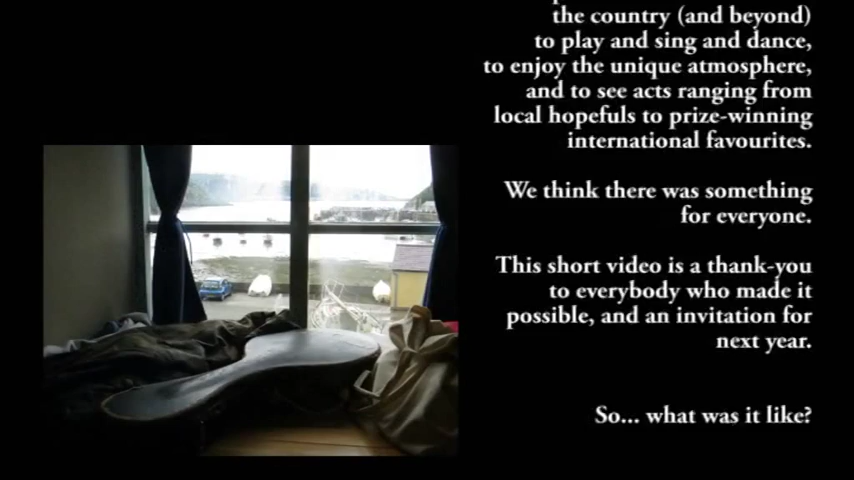 the country (and beyond)
to play and sing and dance,
to enjoy the unique atmosphere,
and to see acts ranging from
local hopefuls to prize-winning
international favourites.
We think there was something
for everyone.
This short video is a thank-you
to everybody who made it
possible, and an invitation for
next year.
So... what was it like?